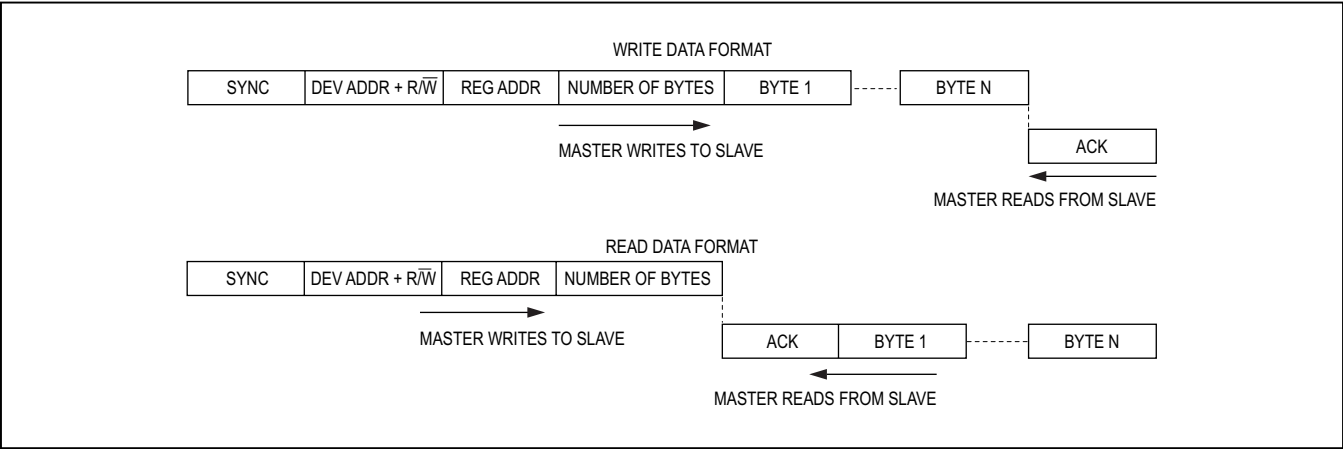 WRITE DATA FORMAT
SYNC DEV ADDR + R/W̅ REG ADDR NUMBER OF BYTES BYTE 1 BYTE N
MASTER WRITES TO SLAVE
ACK
MASTER READS FROM SLAVE
READ DATA FORMAT
SYNC DEV ADDR + R/W̅ REG ADDR NUMBER OF BYTES
MASTER WRITES TO SLAVE
ACK BYTE 1 BYTE N
MASTER READS FROM SLAVE